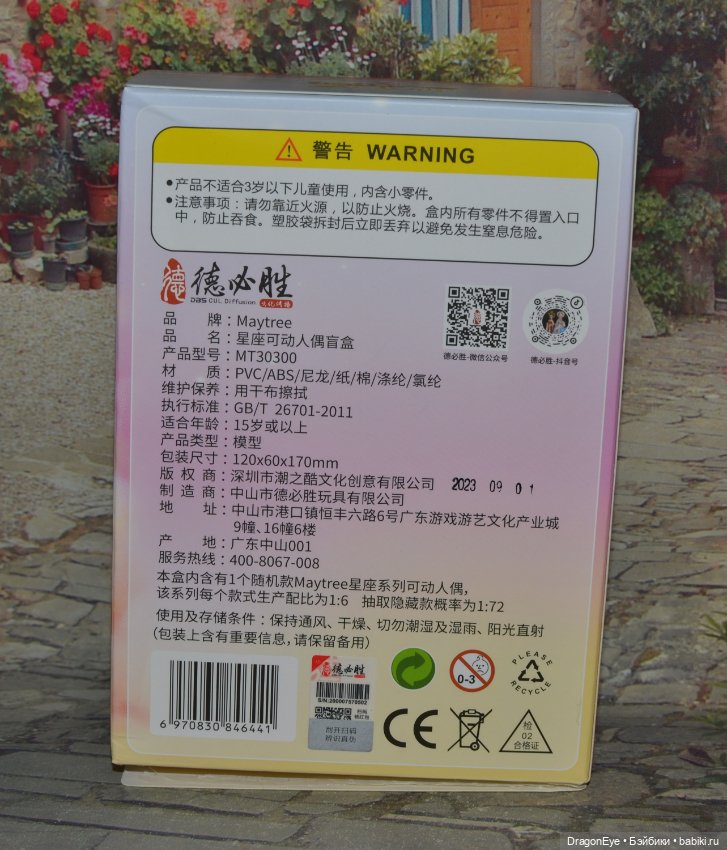 警告 WARNING
•产品不适合3岁以下儿童使用，内含小零件。
•注意事项：请勿靠近火源，以防止火烧。盒内所有零件不得置入口
中，防止吞食。塑胶袋拆封后立即丢弃以避免发生窒息危险。
德 德必胜
DBS CUL Diffusion 文化传播
德必胜-微信公众号 德必胜-抖音号
品 牌：Maytree
品 名：星座可动人偶盲盒
产品型号：MT30300
材 质：PVC/ABS/尼龙/纸/棉/涤纶/氯纶
维护保养：用干布擦拭
执行标准：GB/T 26701-2011
适合年龄：15岁或以上
产品类型：模型
包装尺寸：120x60x170mm
版 权 商：深圳市潮之酷文化创意有限公司 2023 09 01
制 造 商：中山市德必胜玩具有限公司
地 址：中山市港口镇恒丰六路6号广东游戏游艺文化产业城
9幢、16幢6楼
产 地：广东中山001
服务热线：400-8067-008
本盒内含有1个随机款Maytree星座系列可动人偶，
该系列每个款式生产配比为1:6 抽取隐藏款概率为1:72
使用及存储条件：保持通风、干燥、切勿潮湿及湿雨、阳光直射
(包装上含有重要信息，请保留备用)
6 970830 846441
德必胜
S/N:200007570502
刮开扫码
辨识真伪
0-3
PLEASE RECYCLE
CE
检
02
合格证
DragonEye • Бэйбики • babiki.ru